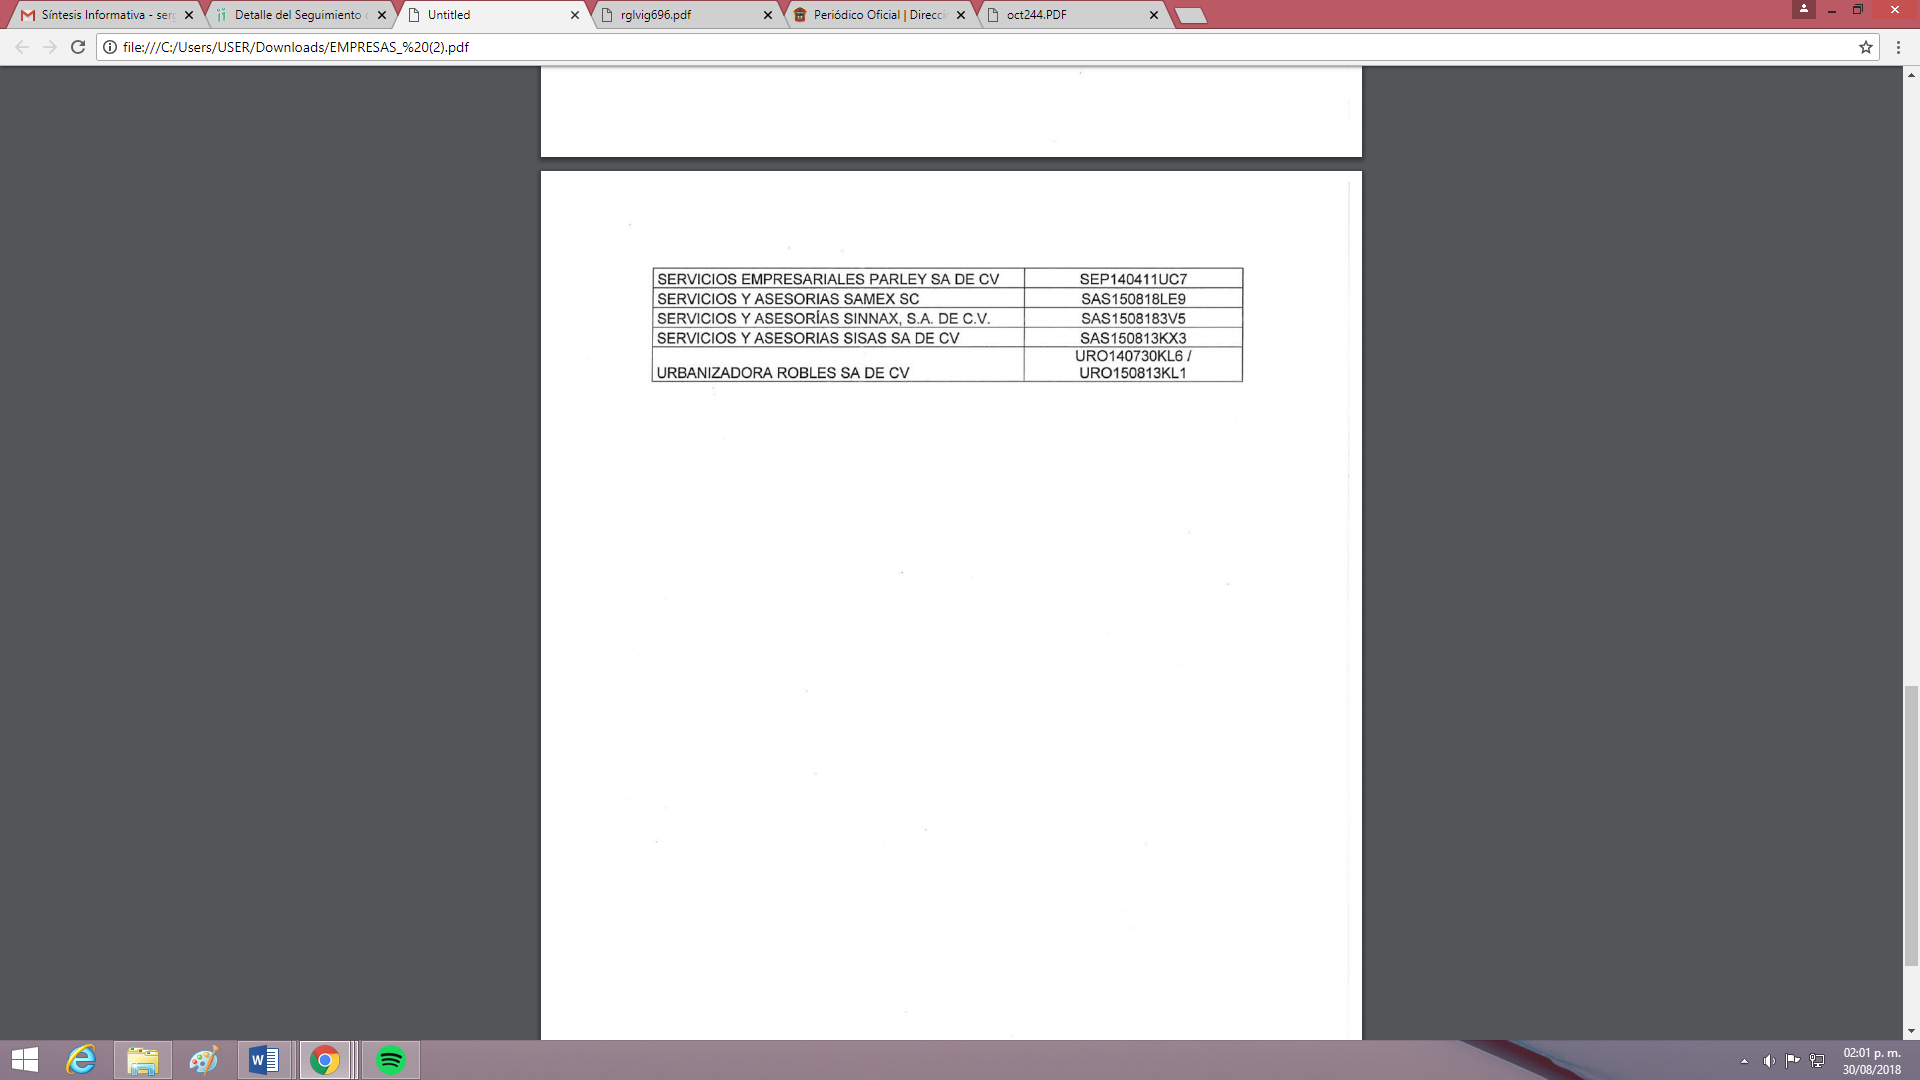 Síntesis Informativa - ser
Detalle del Seguimiento
Untitled
rglvig696.pdf
Periódico Oficial | Direcci
oct244.PDF
file:///C:/Users/USER/Downloads/EMPRESAS_%20(2).pdf
SERVICIOS EMPRESARIALES PARLEY SA DE CV SEP140411UC7
SERVICIOS Y ASESORIAS SAMEX SC SAS150818LE9
SERVICIOS Y ASESORÍAS SINNAX, S.A. DE C.V. SAS1508183V5
SERVICIOS Y ASESORIAS SISAS SA DE CV SAS150813KX3
URO140730KL6 /
URBANIZADORA ROBLES SA DE CV URO150813KL1
02:01 p. m.
30/08/2018